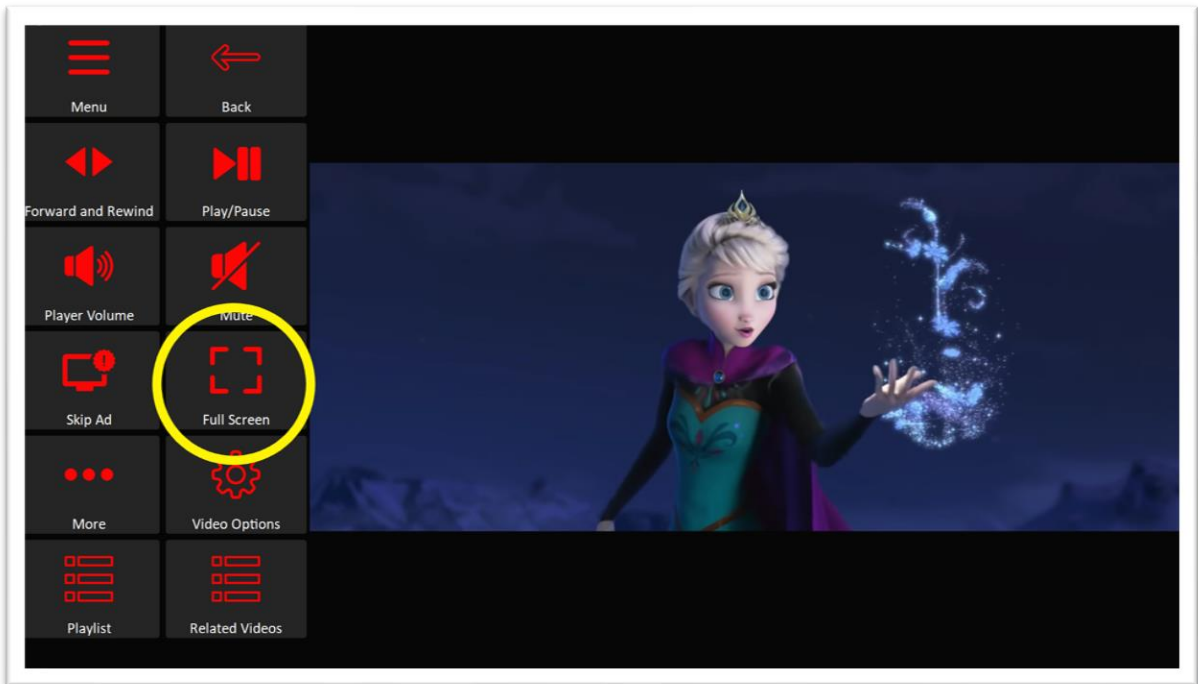 Menu
Back
Forward and Rewind
Play/Pause
Player Volume
Mute
Skip Ad
Full Screen
More
Video Options
Playlist
Related Videos